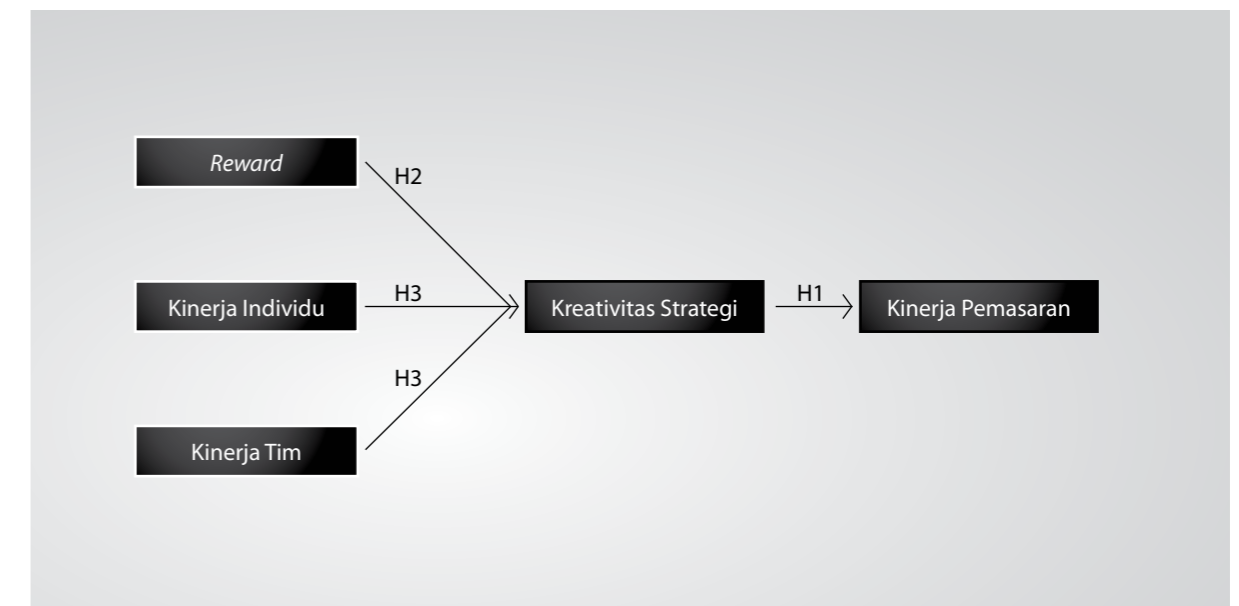 Reward
H2
Kinerja Individu
H3
Kreativitas Strategi
H1
Kinerja Pemasaran
H3
Kinerja Tim